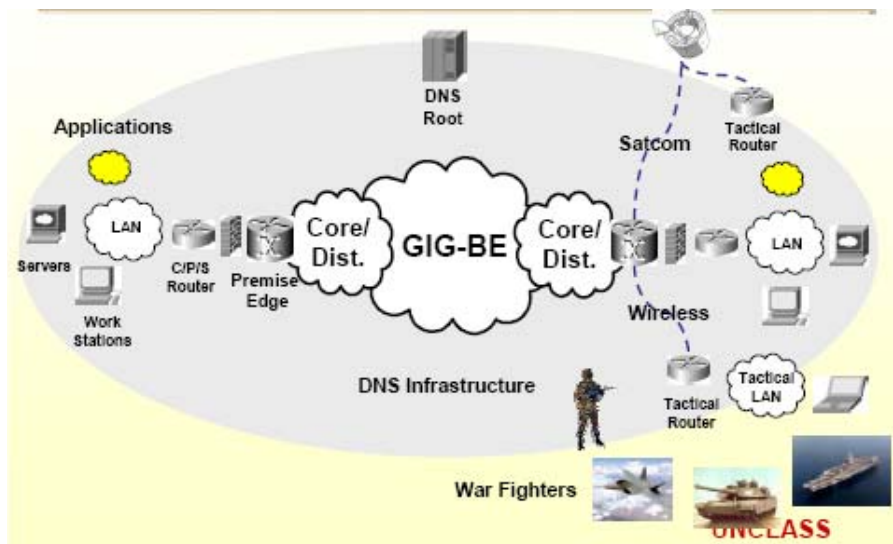 DNS
Root
Applications
Tactical
Router
Satcom
LAN
Core/
Dist.
GIG-BE
Core/
Dist.
LAN
Servers
C/P/S
Router
Premise
Edge
Work
Stations
Wireless
DNS Infrastructure
Tactical
Router
Tactical
LAN
War Fighters
UNCLASS